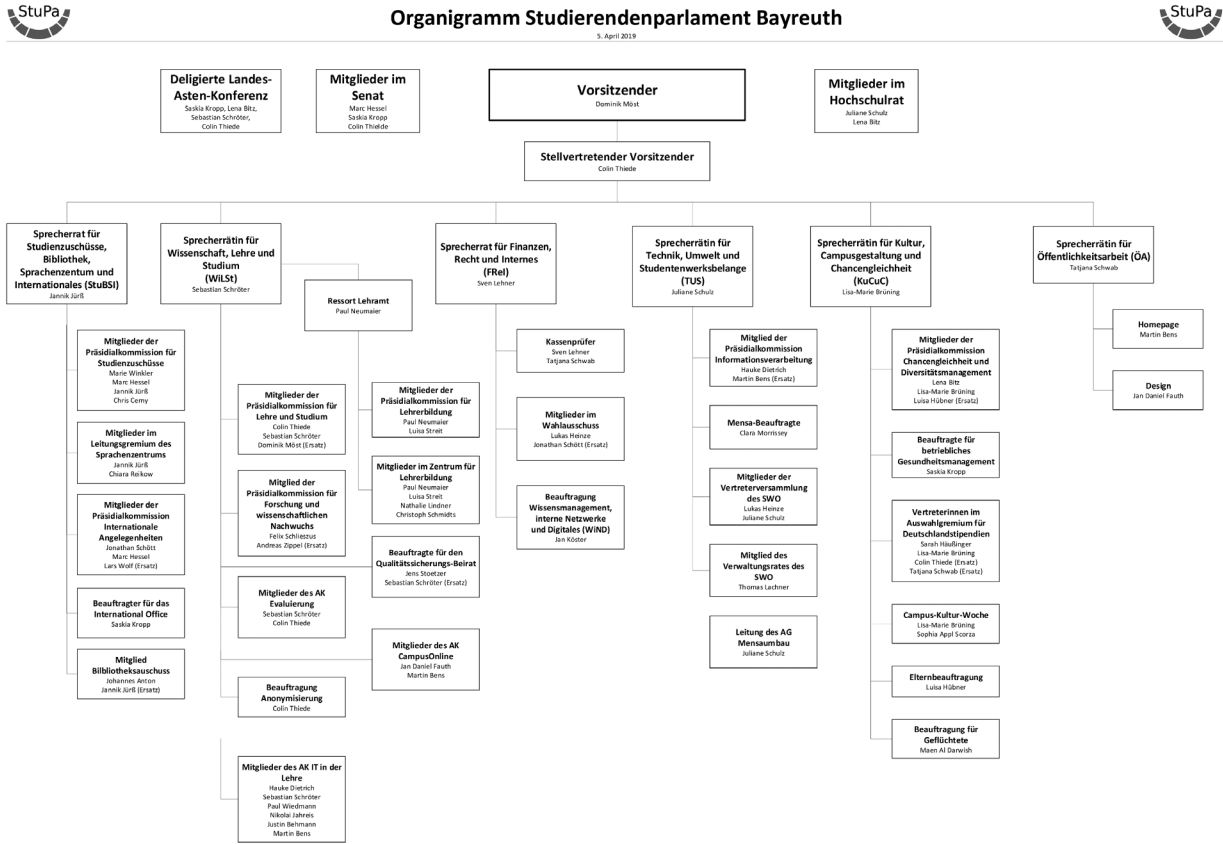 StuPa
Organigramm Studierendenparlament Bayreuth
StuPa
5. April 2019
Deligierte Landes-
Asten-Konferenz
Saskia Kropp, Lena Bitz,
Sebastian Schröter,
Colin Thiede
Mitglieder im
Senat
Marc Hessel
Saskia Kropp
Colin Thielde
Vorsitzender
Dominik Möst
Mitglieder im
Hochschulrat
Juliane Schulz
Lena Bitz
Stellvertretender Vorsitzender
Colin Thiede
Sprecherrat für
Studienzuschüsse,
Bibliothek,
Sprachenzentum und
Internationales (StuBSI)
Jannik Jürß
Mitglieder der
Präsidialkommission für
Studienzuschüsse
Marie Winkler
Marc Hessel
Jannik Jürß
Chris Cemy
Mitglieder im
Leitungsgremium des
Sprachenzentrums
Jannik Jürß
Chiara Reikow
Mitglieder der
Präsidialkommission
Internationale
Angelegenheiten
Jonathan Schött
Marc Hessel
Lars Wolf (Ersatz)
Beauftragter für das
International Office
Saskia Kropp
Mitglied
Bilbliotheksauschuss
Johannes Anton
Jannik Jürß (Ersatz)
Sprecherrätin für
Wissenschaft, Lehre und
Studium
(WiLSt)
Sebastian Schröter
Ressort Lehramt
Paul Neumaier
Mitglieder der
Präsidialkommission für
Lehre und Studium
Colin Thiede
Sebastian Schröter
Dominik Möst (Ersatz)
Mitglied der
Präsidialkommission für
Forschung und
wissenschaftlichen
Nachwuchs
Felix Schlieszus
Andreas Zippel (Ersatz)
Mitglieder des AK
Evaluierung
Sebastian Schröter
Colin Thiede
Beauftragung
Anonymisierung
Colin Thiede
Mitglieder des AK IT in der
Lehre
Hauke Dietrich
Sebastian Schröter
Paul Wiedmann
Nikolai Jahreis
Justin Behmann
Martin Bens
Mitglieder der
Präsidialkommission für
Lehrerbildung
Paul Neumaier
Luisa Streit
Mitglieder im Zentrum für
Lehrerbildung
Paul Neumaier
Luisa Streit
Nathalie Lindner
Christoph Schmidts
Beauftragte für den
Qualitätssicherungs-Beirat
Jens Stoetzer
Sebastian Schröter (Ersatz)
Mitglieder des AK
CampusOnline
Jan Daniel Fauth
Martin Bens
Sprecherrat für Finanzen,
Recht und Internes
(FReI)
Sven Lehner
Kassenprüfer
Sven Lehner
Tatjana Schwab
Mitglieder im
Wahlausschuss
Lukas Heinze
Jonathan Schött (Ersatz)
Beauftragung
Wissensmanagement,
interne Netzwerke
und Digitales (WiND)
Jan Köster
Sprecherrätin für
Technik, Umwelt und
Studentenwerksbelange
(TUS)
Juliane Schulz
Mitglied der
Präsidialkommission
Informationsverarbeitung
Hauke Dietrich
Martin Bens (Ersatz)
Mensa-Beauftragte
Clara Morrissey
Mitglieder der
Vertreterversammlung
des SWO
Lukas Heinze
Juliane Schulz
Mitglied des
Verwaltungsrates des
SWO
Thomas Lachner
Leitung des AG
Mensaumbau
Juliane Schulz
Sprecherrätin für Kultur,
Campusgestaltung und
Chancengleichheit
(KuCuC)
Lisa-Marie Brüning
Mitglieder der
Präsidialkommission
Chancengleichheit und
Diversitätsmanagement
Lena Bitz
Lisa-Marie Brüning
Luisa Hübner (Ersatz)
Beauftragte für
betriebliches
Gesundheitsmanagement
Saskia Kropp
Vertreterinnen im
Auswahlgremium für
Deutschlandstipendien
Sarah Häußinger
Lisa-Marie Brüning
Colin Thiede (Ersatz)
Tatjana Schwab (Ersatz)
Campus-Kultur-Woche
Lisa-Marie Brüning
Sophia Appl Scorza
Elternbeauftragung
Luisa Hübner
Beauftragung für
Geflüchtete
Maen Al Darwish
Sprecherrätin für
Öffentlichkeitsarbeit (ÖA)
Tatjana Schwab
Homepage
Martin Bens
Design
Jan Daniel Fauth